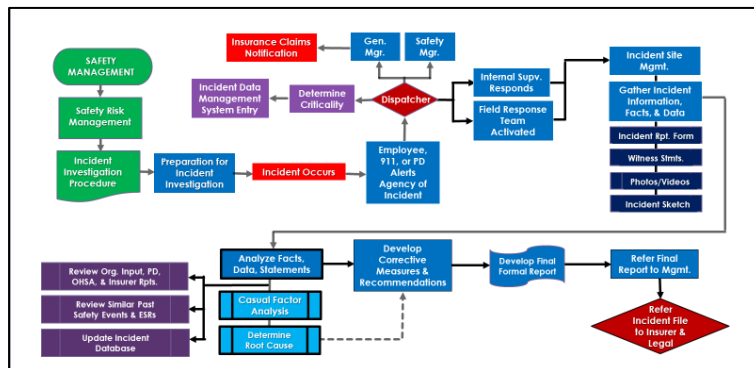 SAFETY
MANAGEMENT
Safety Risk
Management
Incident
Investigation
Procedure
Preparation for
Incident
Investigation
Incident Occurs
Employee,
911, or PD
Alerts
Agency of
Incident
Dispatcher
Gen.
Mgr.
Safety
Mgr.
Insurance Claims
Notification
Determine
Criticality
Incident Data
Management
System Entry
Internal Supv.
Responds
Field Response
Team
Activated
Incident Site
Mgmt.
Gather Incident
Information,
Facts, & Data
Incident Rpt. Form
Witness Stmts.
Photos/Videos
Incident Sketch
Analyze Facts,
Data, Statements
Casual Factor
Analysis
Determine
Root Cause
Review Org. Input, PD,
OHSA, & Insurer Rpts.
Review Similar Past
Safety Events & ESRs
Update Incident
Database
Develop
Corrective
Measures &
Recommendations
Develop Final
Formal Report
Refer Final
Report to Mgmt.
Refer
Incident File
to Insurer &
Legal